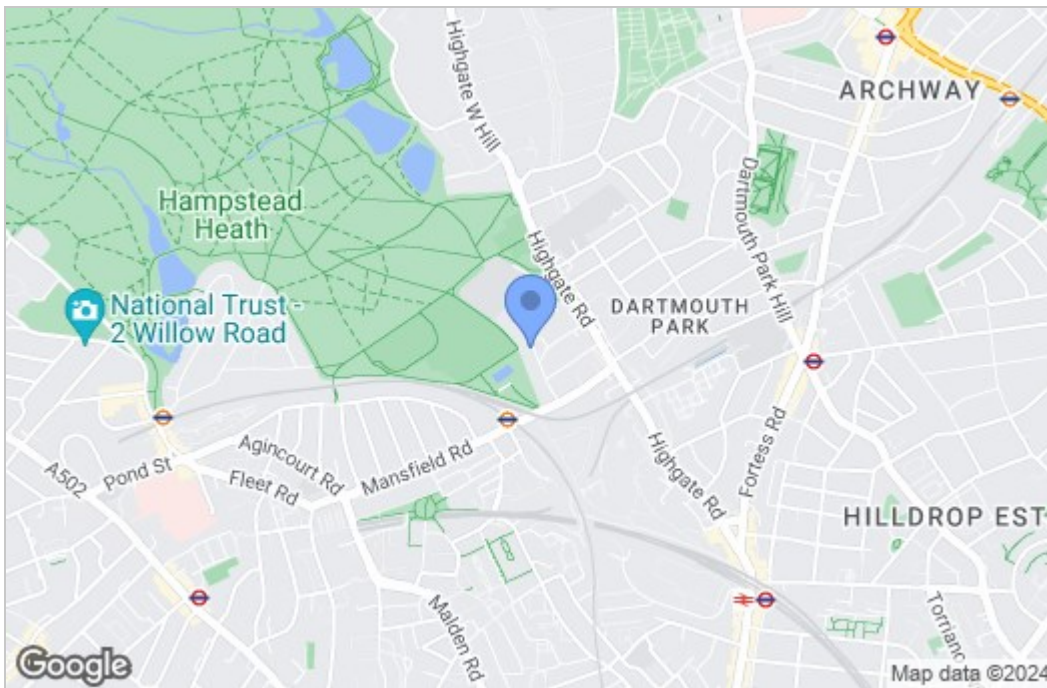 Highgate W Hill
ARCHWAY
Hampstead
Heath
Dartmouth Park Hill
Highgate Rd
DARTMOUTH
PARK
National Trust -
2 Willow Road
Fortess Rd
Mansfield Rd
Agincourt Rd
Pond St
A502
Fleet Rd
Highgate Rd
HILLDROP EST
Malden Rd
Torriano
Google
Map data ©2024